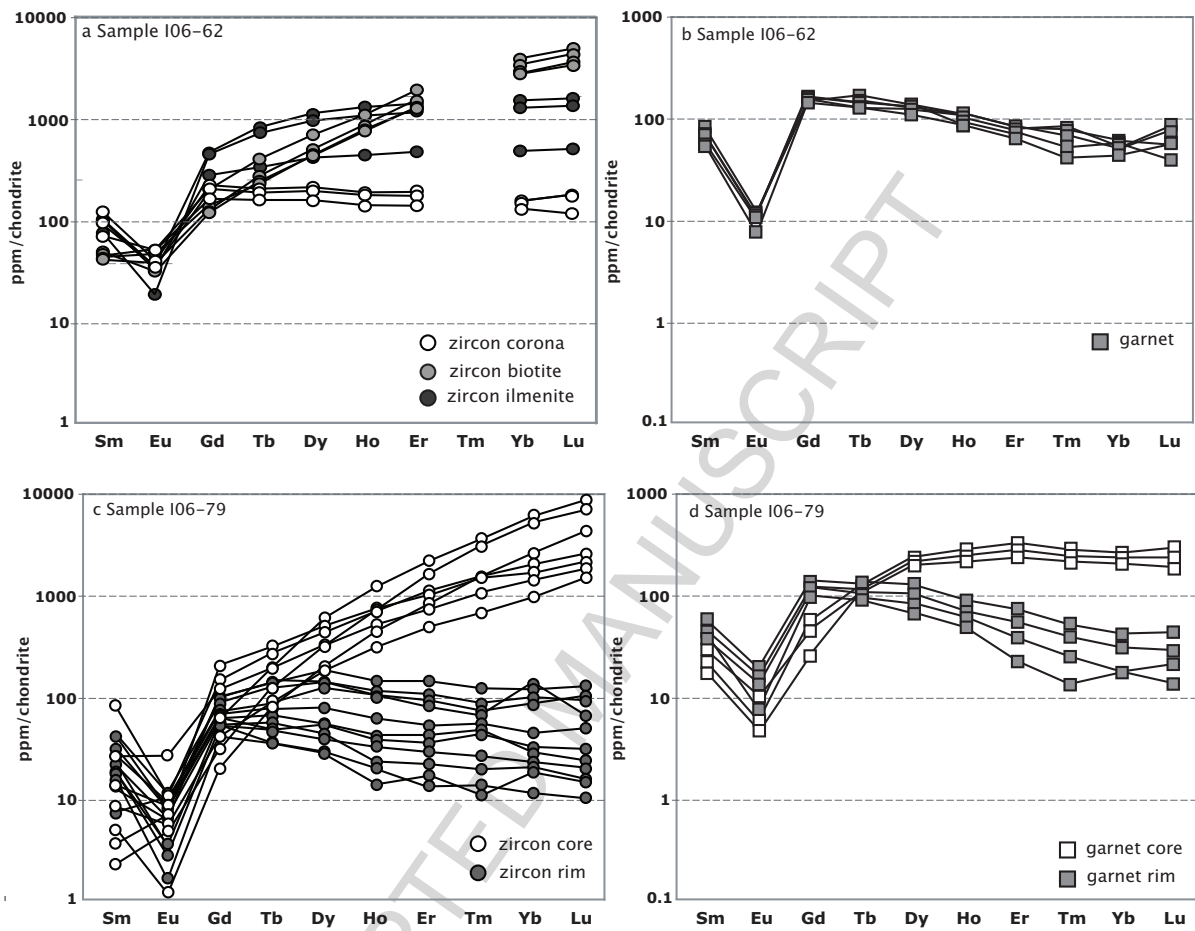 a Sample I06–62
10000
1000
100
10
1
ppm/chondrite
zircon corona
zircon biotite
zircon ilmenite
Sm Eu Gd Tb Dy Ho Er Tm Yb Lu
b Sample I06–62
1000
100
10
1
0.1
ppm/chondrite
garnet
Sm Eu Gd Tb Dy Ho Er Tm Yb Lu
c Sample I06–79
10000
1000
100
10
1
ppm/chondrite
zircon core
zircon rim
Sm Eu Gd Tb Dy Ho Er Tm Yb Lu
d Sample I06–79
1000
100
10
1
0.1
ppm/chondrite
garnet core
garnet rim
Sm Eu Gd Tb Dy Ho Er Tm Yb Lu
PTED MANUSCRIPT